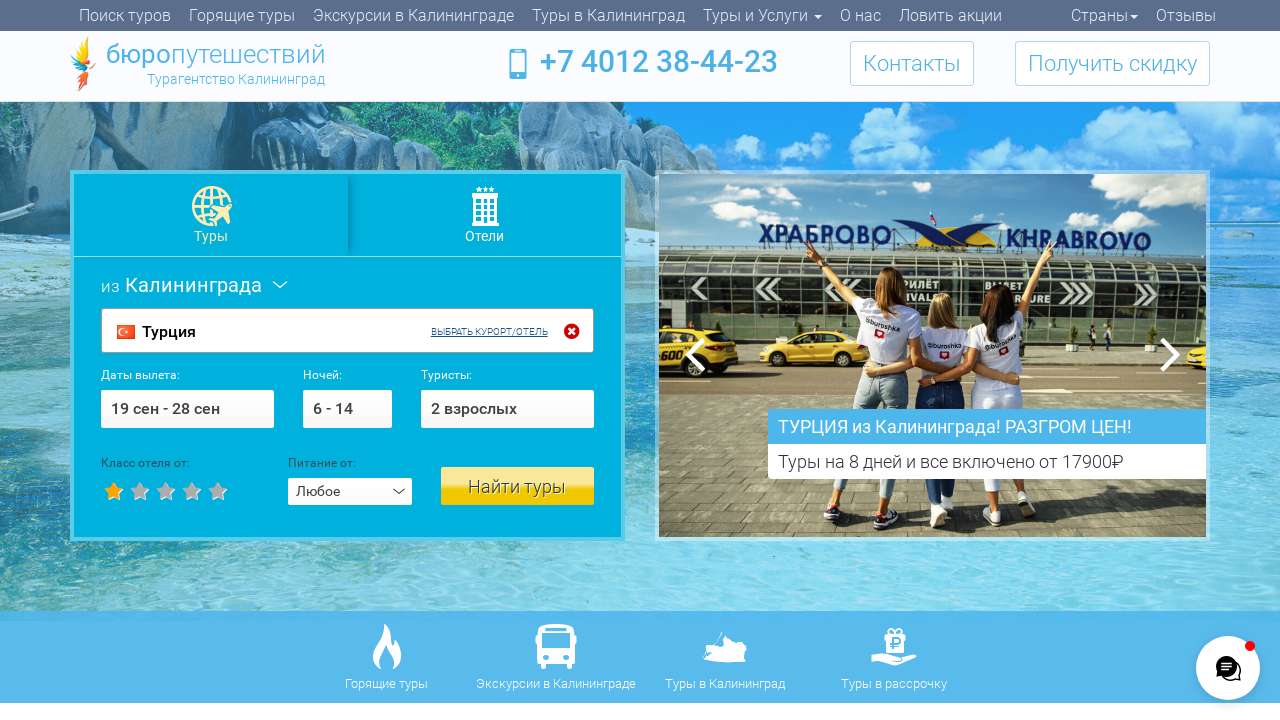 Поиск туров Горящие туры Экскурсии в Калининграде Туры в Калининград Туры и Услуги О нас Ловить акции Страны Отзывы
бюропутешествий
Турагентство Калининград
+7 4012 38-44-23
Контакты
Получить скидку
Туры
Отели
из Калининграда
Турция
ВЫБРАТЬ КУРОРТ/ОТЕЛЬ
Даты вылета: Ночей: Туристы:
19 сен - 28 сен 6 - 14 2 взрослых
Класс отеля от: Питание от:
Любое
Найти туры
ХРАБРОВО KHRABROVO
@buroshka @buroshka @buroshka
ТУРЦИЯ из Калининграда! РАЗГРОМ ЦЕН!
Туры на 8 дней и все включено от 17900₽
Горящие туры Экскурсии в Калининграде Туры в Калининград Туры в рассрочку